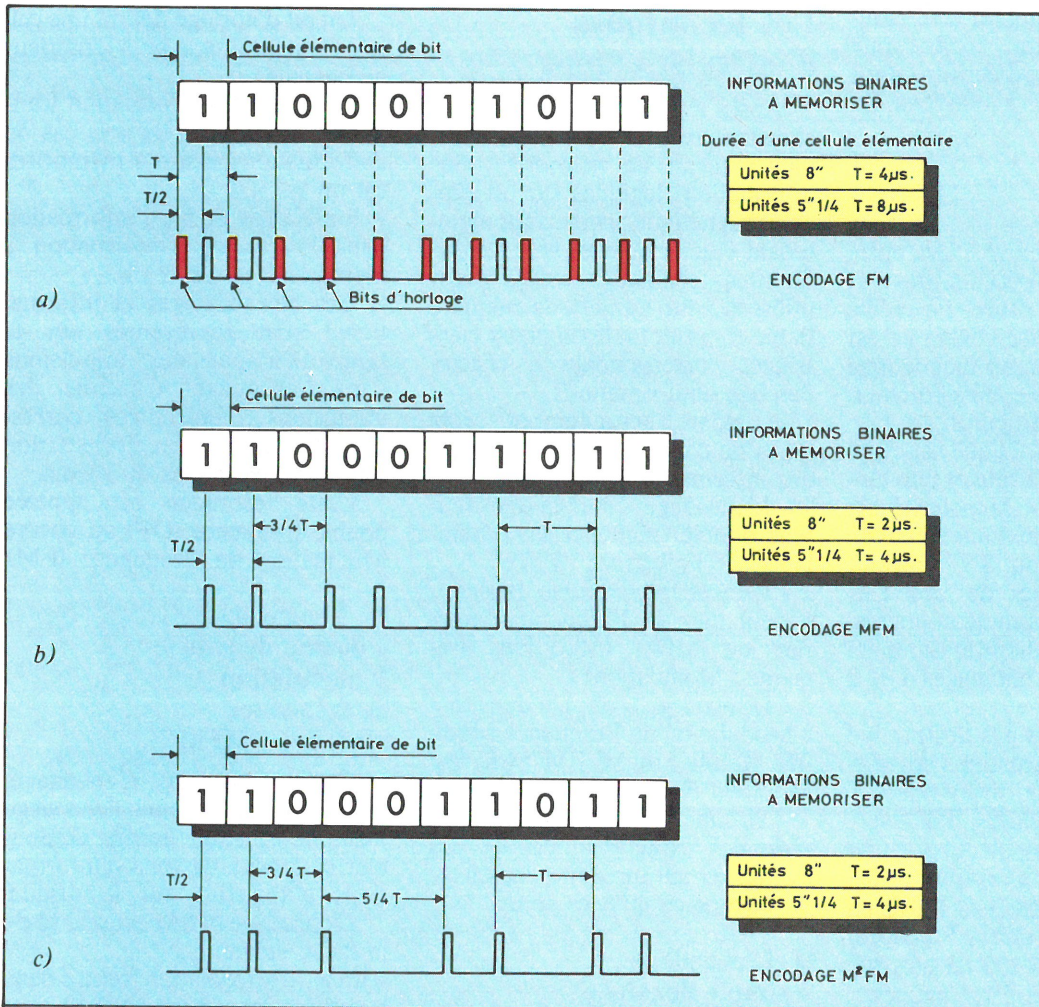 Cellule élémentaire de bit
1 1 0 0 0 1 1 0 1 1
INFORMATIONS BINAIRES
A MEMORISER
Durée d'une cellule élémentaire
Unités 8" T= 4µs.
Unités 5"1/4 T= 8µs.
T/2
a)
Bits d'horloge
ENCODAGE FM
Cellule élémentaire de bit
1 1 0 0 0 1 1 0 1 1
INFORMATIONS BINAIRES
A MEMORISER
3/4 T
T
T/2
Unités 8" T= 2µs.
Unités 5"1/4 T= 4µs.
b)
ENCODAGE MFM
Cellule élémentaire de bit
1 1 0 0 0 1 1 0 1 1
INFORMATIONS BINAIRES
A MEMORISER
T/2
3/4 T
5/4 T
T
Unités 8" T= 2µs.
Unités 5"1/4 T= 4µs.
c)
ENCODAGE M²FM